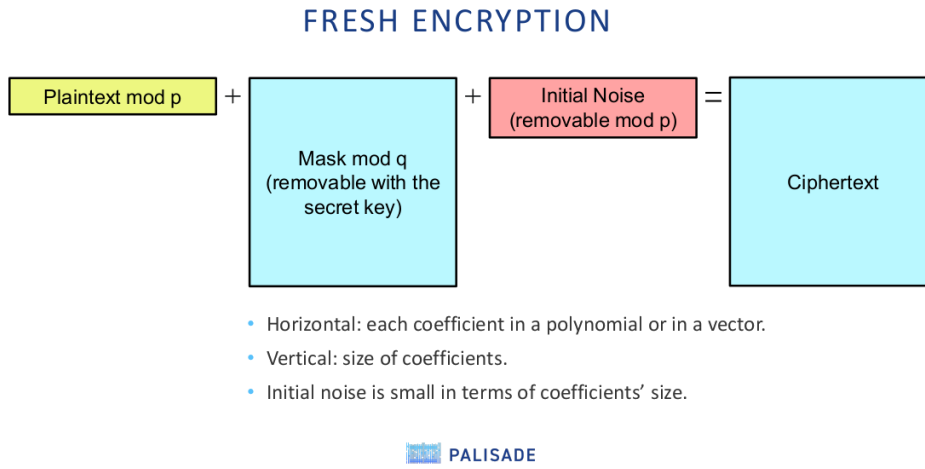 FRESH ENCRYPTION
Plaintext mod p
+
Mask mod q
(removable with the
secret key)
+
Initial Noise
(removable mod p)
=
Ciphertext
• Horizontal: each coefficient in a polynomial or in a vector.
• Vertical: size of coefficients.
• Initial noise is small in terms of coefficients’ size.
PALISADE